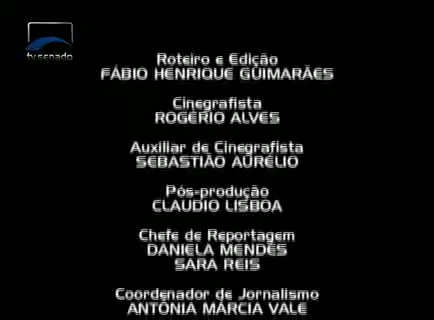 tv senado
Roteiro e Edição
FÁBIO HENRIQUE GUIMARÃES
Cinegrafista
ROGÉRIO ALVES
Auxiliar de Cinegrafista
SEBASTIÃO AURÉLIO
Pós-produção
CLAUDIO LISBOA
Chefe de Reportagem
DANIELA MENDES
SARA REIS
Coordenador de Jornalismo
ANTÔNIA MÁRCIA VALE